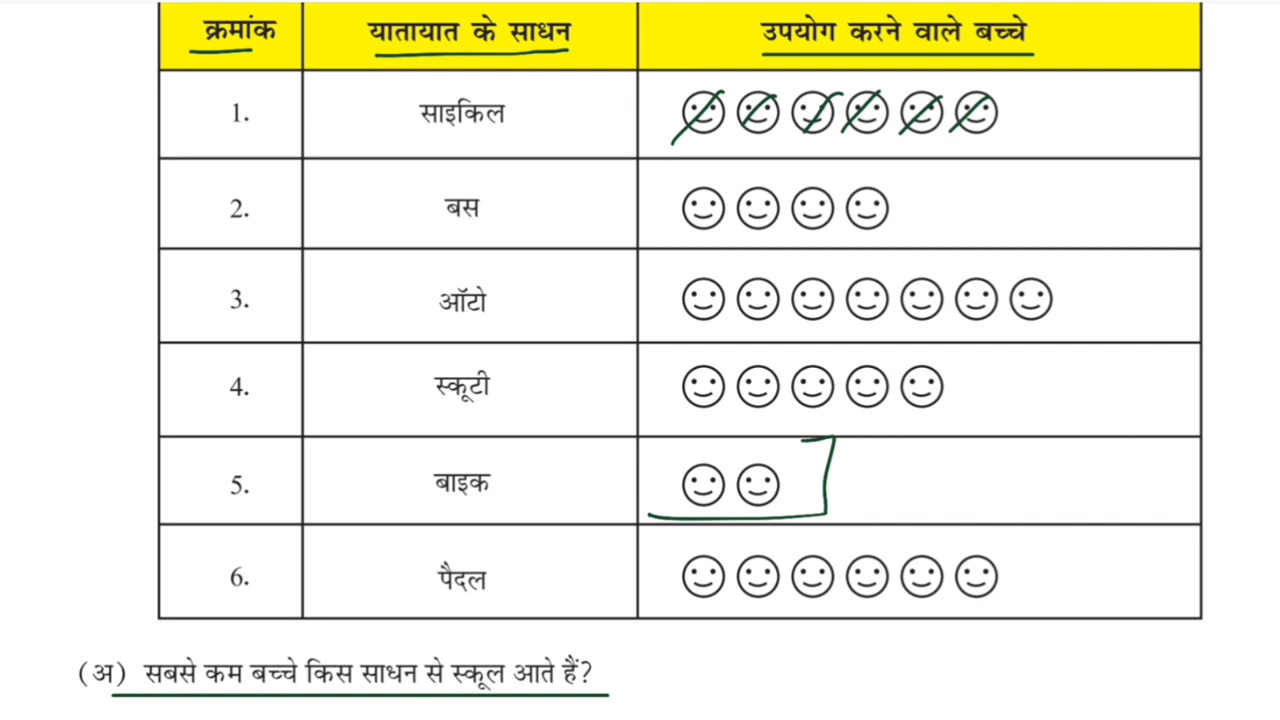 क्रमांक यातायात के साधन उपयोग करने वाले बच्चे
1. साइकिल
2. बस
3. ऑटो
4. स्कूटी
5. बाइक
6. पैदल
(अ) सबसे कम बच्चे किस साधन से स्कूल आते हैं?